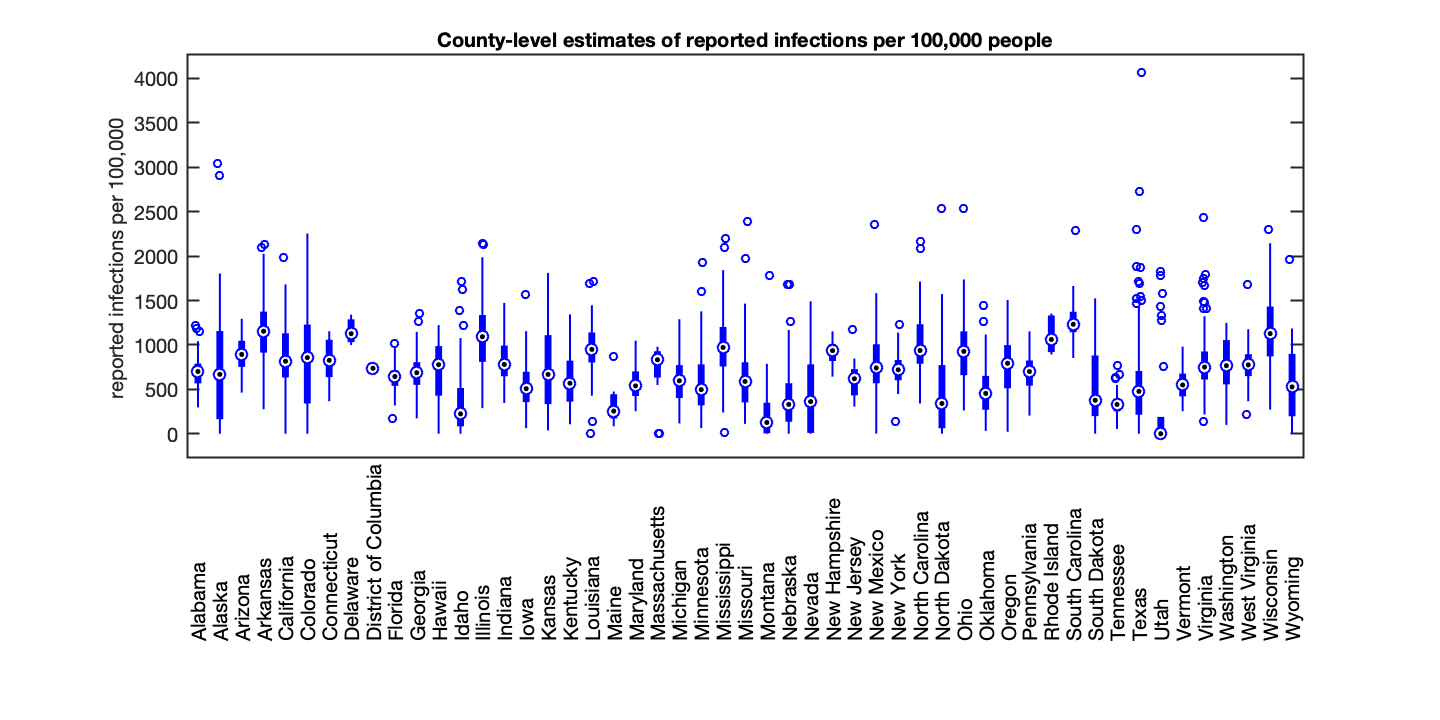 County-level estimates of reported infections per 100,000 people
reported infections per 100,000
4000
3500
3000
2500
2000
1500
1000
500
0
Alabama
Alaska
Arizona
Arkansas
California
Colorado
Connecticut
Delaware
District of Columbia
Florida
Georgia
Hawaii
Idaho
Illinois
Indiana
Iowa
Kansas
Kentucky
Louisiana
Maine
Maryland
Massachusetts
Michigan
Minnesota
Mississippi
Missouri
Montana
Nebraska
Nevada
New Hampshire
New Jersey
New Mexico
New York
North Carolina
North Dakota
Ohio
Oklahoma
Oregon
Pennsylvania
Rhode Island
South Carolina
South Dakota
Tennessee
Texas
Utah
Vermont
Virginia
Washington
West Virginia
Wisconsin
Wyoming